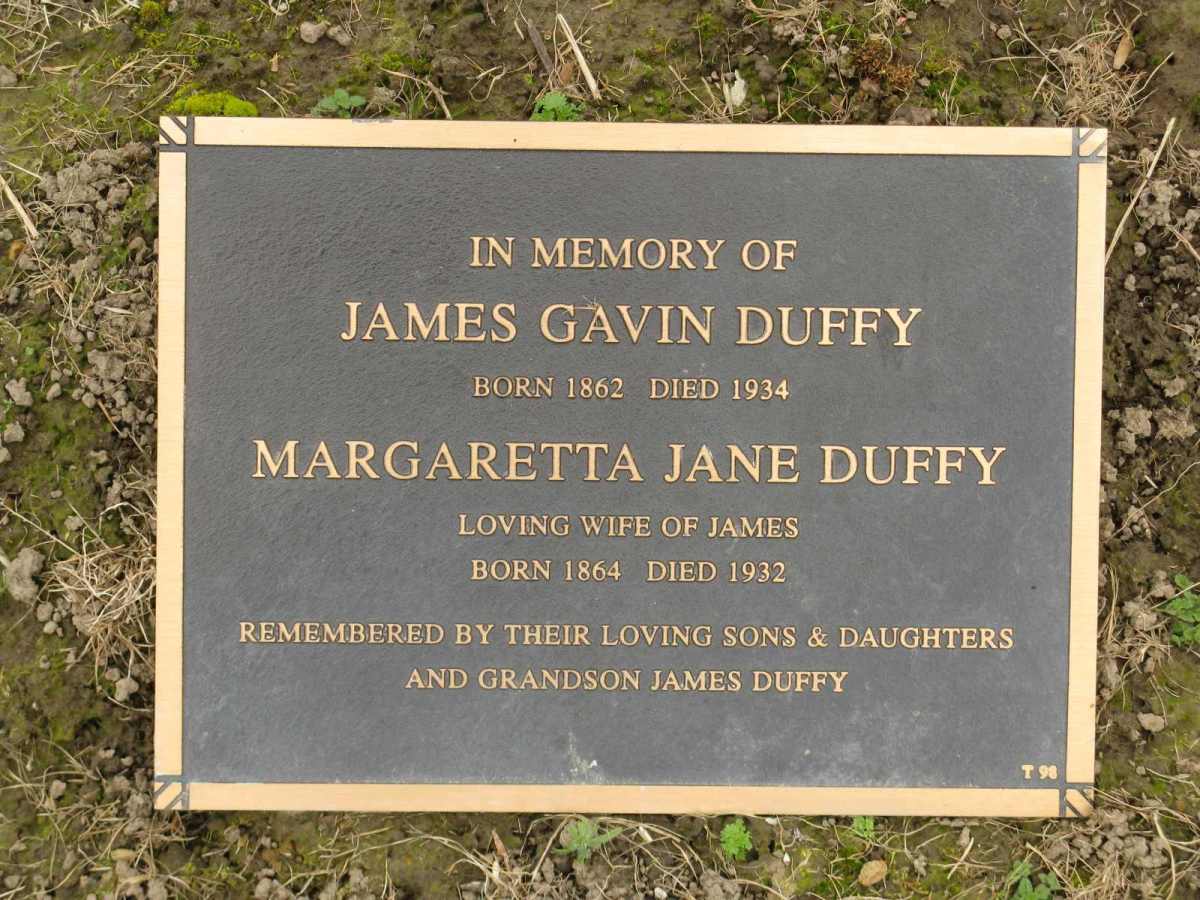 IN MEMORY OF
JAMES GAVIN DUFFY
BORN 1862 DIED 1934
MARGARETTA JANE DUFFY
LOVING WIFE OF JAMES
BORN 1864 DIED 1932
REMEMBERED BY THEIR LOVING SONS & DAUGHTERS
AND GRANDSON JAMES DUFFY
T 98